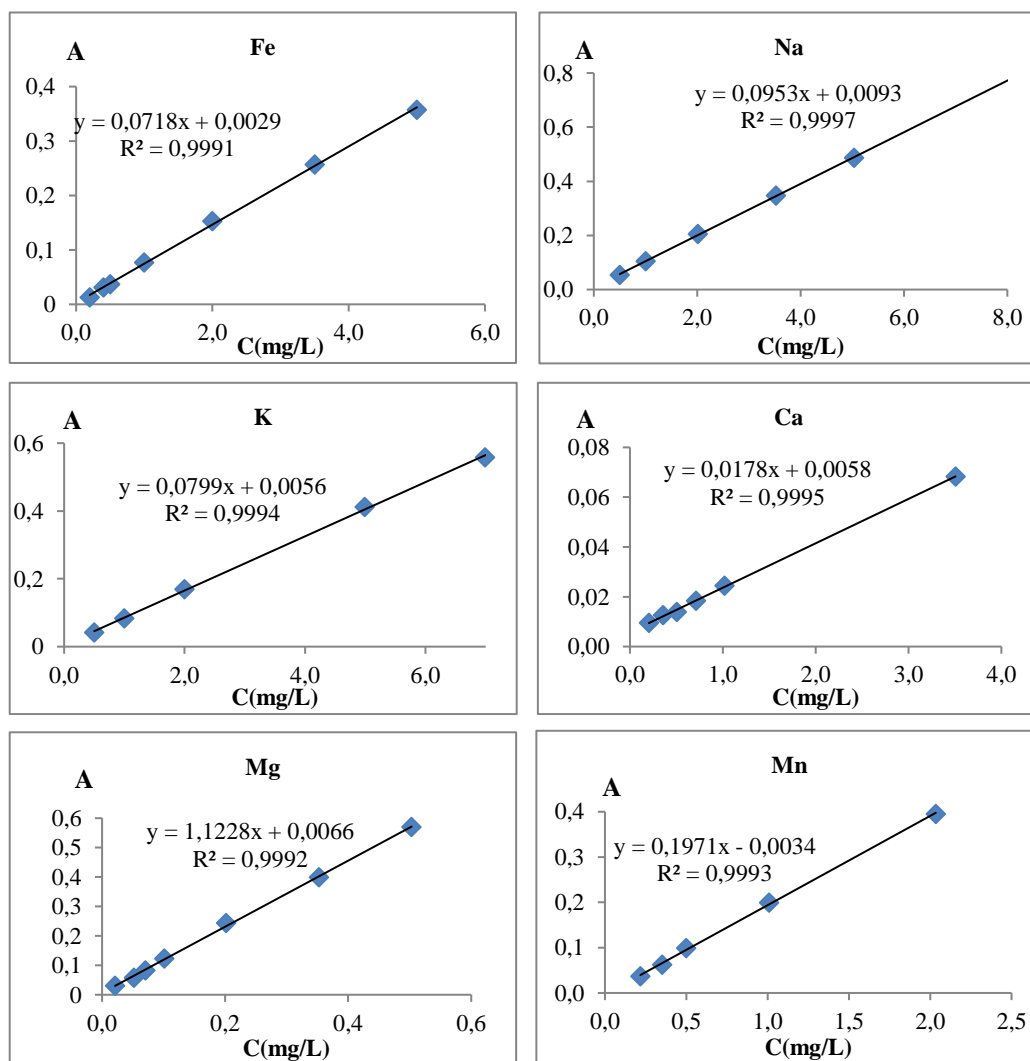 Fe
A
0,4
0,3
0,2
0,1
0
y = 0,0718x + 0,0029
R² = 0,9991
0,0 2,0 4,0 6,0
C(mg/L)
Na
A
0,8
0,6
0,4
0,2
0,0
y = 0,0953x + 0,0093
R² = 0,9997
0,0 2,0 4,0 6,0 8,0
C(mg/L)
K
A
0,6
0,4
0,2
0
y = 0,0799x + 0,0056
R² = 0,9994
0,0 2,0 4,0 6,0
C(mg/L)
Ca
A
0,08
0,06
0,04
0,02
0,00
y = 0,0178x + 0,0058
R² = 0,9995
0,0 1,0 2,0 3,0 4,0
C(mg/L)
Mg
A
0,6
0,5
0,4
0,3
0,2
0,1
0
y = 1,1228x + 0,0066
R² = 0,9992
0,0 0,2 0,4 0,6
C(mg/L)
Mn
A
0,4
0,3
0,2
0,1
0,0
y = 0,1971x - 0,0034
R² = 0,9993
0,0 0,5 1,0 1,5 2,0 2,5
C(mg/L)